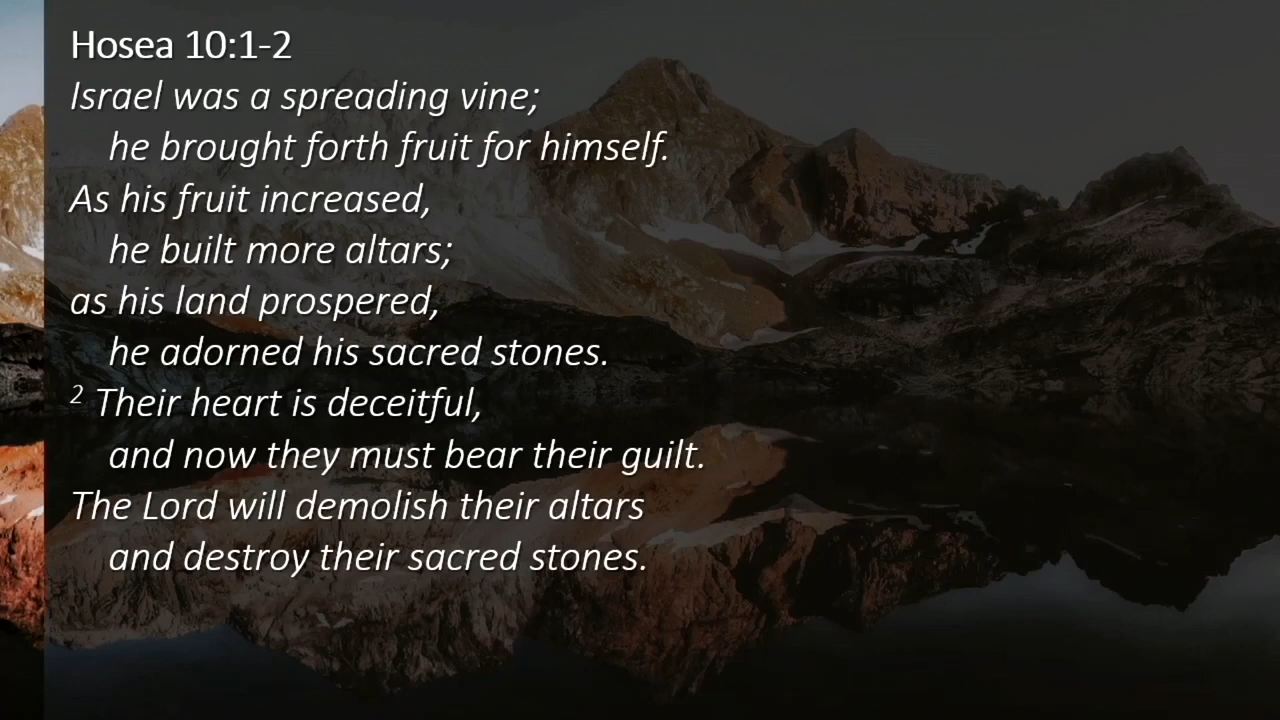 Hosea 10:1-2
Israel was a spreading vine;
he brought forth fruit for himself.
As his fruit increased,
he built more altars;
as his land prospered,
he adorned his sacred stones.
2 Their heart is deceitful,
and now they must bear their guilt.
The Lord will demolish their altars
and destroy their sacred stones.